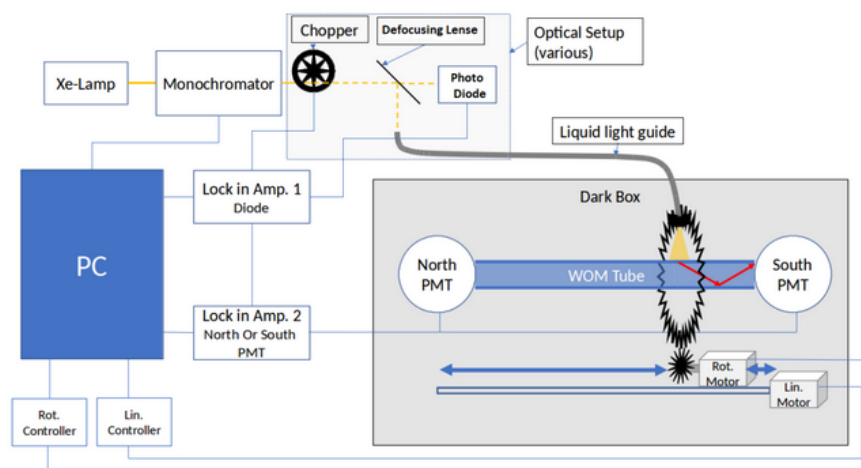 Chopper
Defocusing Lense
Optical Setup
(various)
Xe-Lamp
Monochromator
Photo
Diode
Liquid light guide
Lock in Amp. 1
Diode
Dark Box
PC
North
PMT
WOM Tube
South
PMT
Lock in Amp. 2
North Or South
PMT
Rot.
Motor
Lin.
Motor
Rot.
Controller
Lin.
Controller